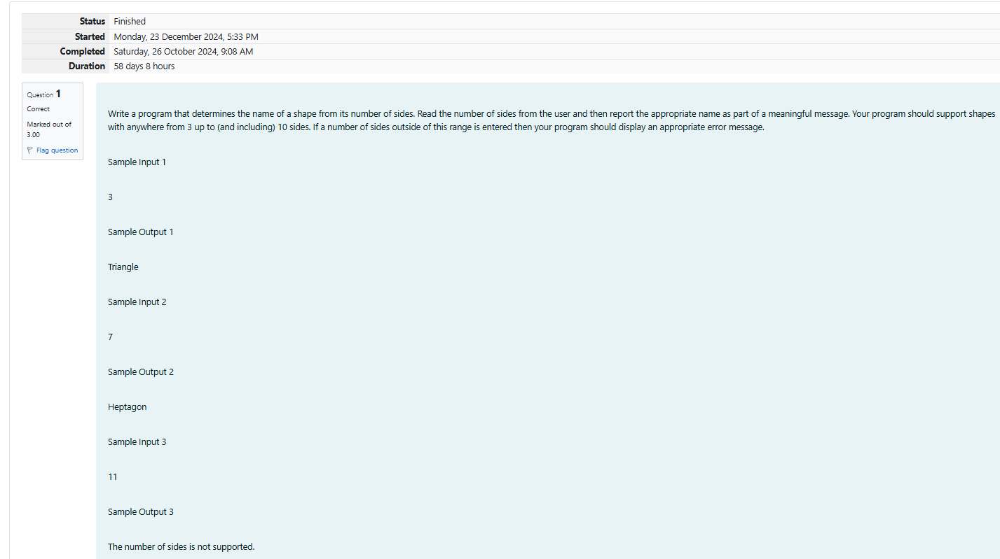 Status Finished
Started Monday, 23 December 2024, 5:33 PM
Completed Saturday, 26 October 2024, 9:08 AM
Duration 58 days 8 hours
Question 1
Correct
Marked out of
3.00
Flag question
Write a program that determines the name of a shape from its number of sides. Read the number of sides from the user and then report the appropriate name as part of a meaningful message. Your program should support shapes
with anywhere from 3 up to (and including) 10 sides. If a number of sides outside of this range is entered then your program should display an appropriate error message.
Sample Input 1
3
Sample Output 1
Triangle
Sample Input 2
7
Sample Output 2
Heptagon
Sample Input 3
11
Sample Output 3
The number of sides is not supported.